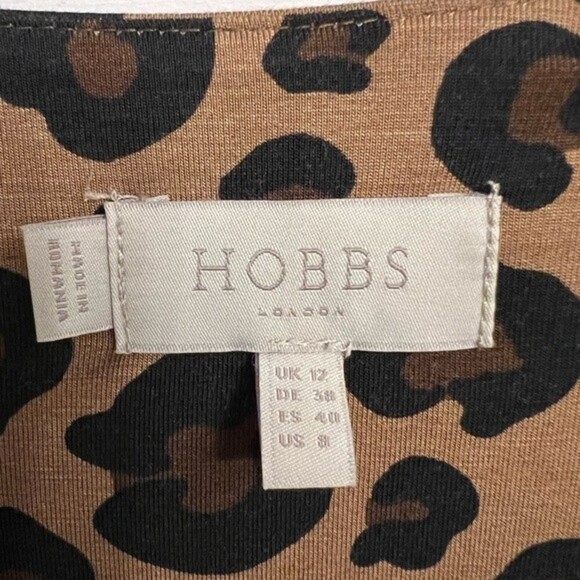 HOBBS
LONDON
MADE IN
ROMANIA
UK 12
DE 38
ES 40
US 8